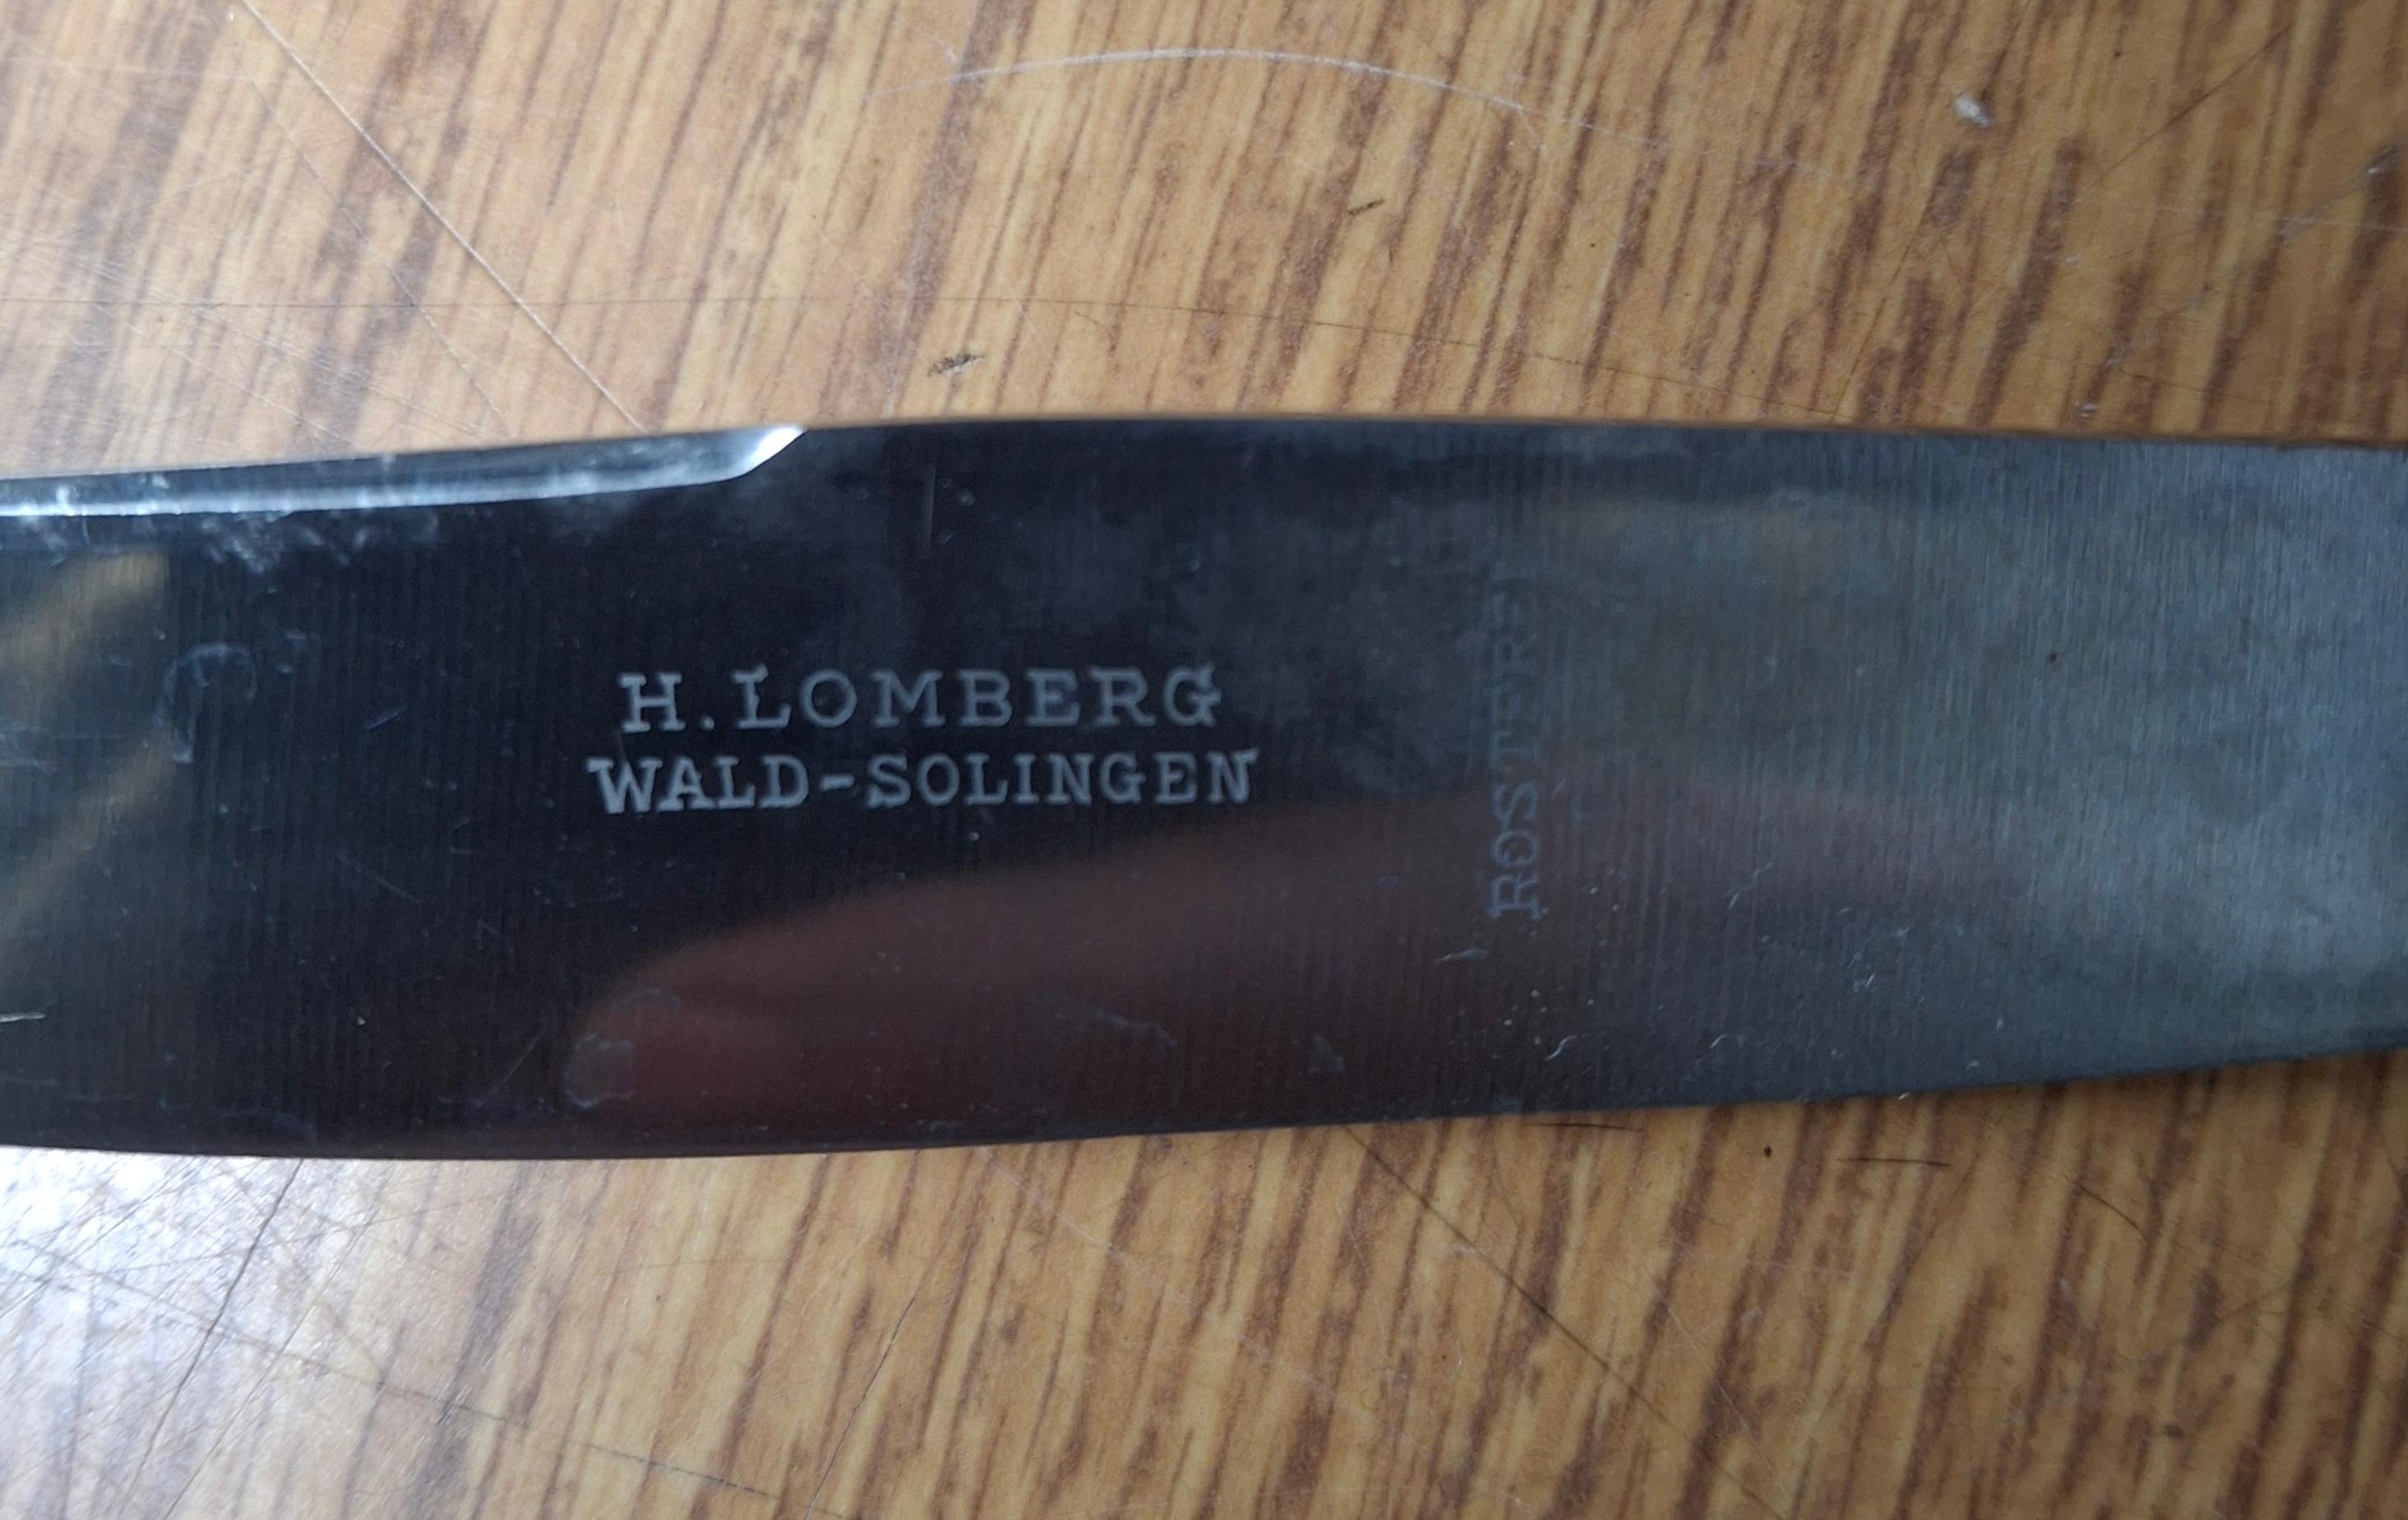 H. LOMBERG
WALD-SOLINGEN
ROSTFREI